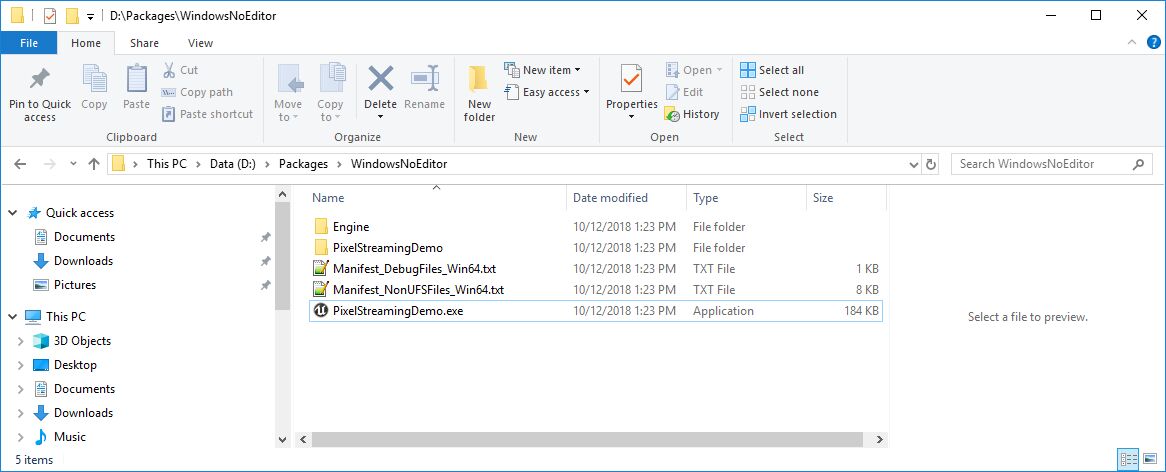 D:\Packages\WindowsNoEditor
File Home Share View
Pin to Quick access
Copy
Paste
Cut
Copy path
Paste shortcut
Clipboard
Move to
Copy to
Delete
Rename
Organize
New folder
New item
Easy access
New
Properties
Open
Edit
History
Open
Select all
Select none
Invert selection
Select
This PC Data (D:) Packages WindowsNoEditor
Search WindowsNoEditor
Quick access
Documents
Downloads
Pictures
This PC
3D Objects
Desktop
Documents
Downloads
Music
Name Date modified Type Size
Engine 10/12/2018 1:23 PM File folder
PixelStreamingDemo 10/12/2018 1:23 PM File folder
Manifest_DebugFiles_Win64.txt 10/12/2018 1:23 PM TXT File 1 KB
Manifest_NonUFSFiles_Win64.txt 10/12/2018 1:23 PM TXT File 8 KB
PixelStreamingDemo.exe 10/12/2018 1:23 PM Application 184 KB
Select a file to preview.
5 items